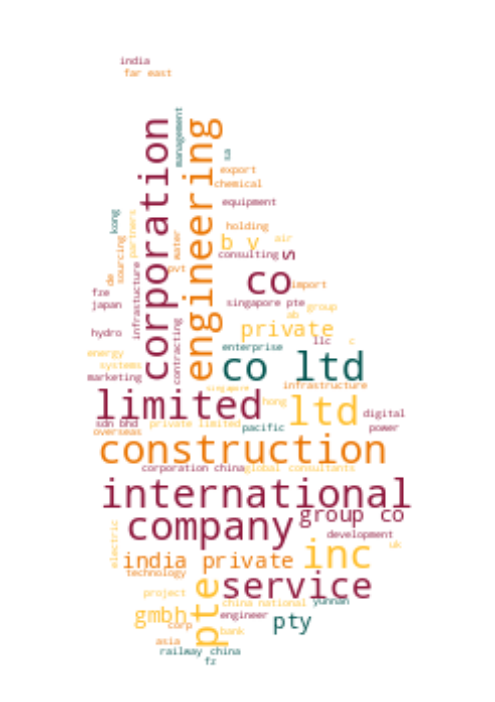 india
far east
corporation
engineering
management
sa
export
chemical
equipment
kong
partners
holding
water
b v
air
consulting
s
sourcing
de
infrastucture
pvt
co
import
fze
japan
singapore pte
group
ab
hydro
contracting
private
llc
c
enterprise
energy
systems
marketing
co ltd
singapore
infrastructure
limited
hong
ltd
digital
sdn bhd
private limited
pacific
power
overseas
construction
corporation china
global consultants
international
company
group co
electric
development
uk
india private
inc
technology
pte
service
project
china national
yunnan
gmbh
corp
engineer
pty
bank
asia
railway china
fz